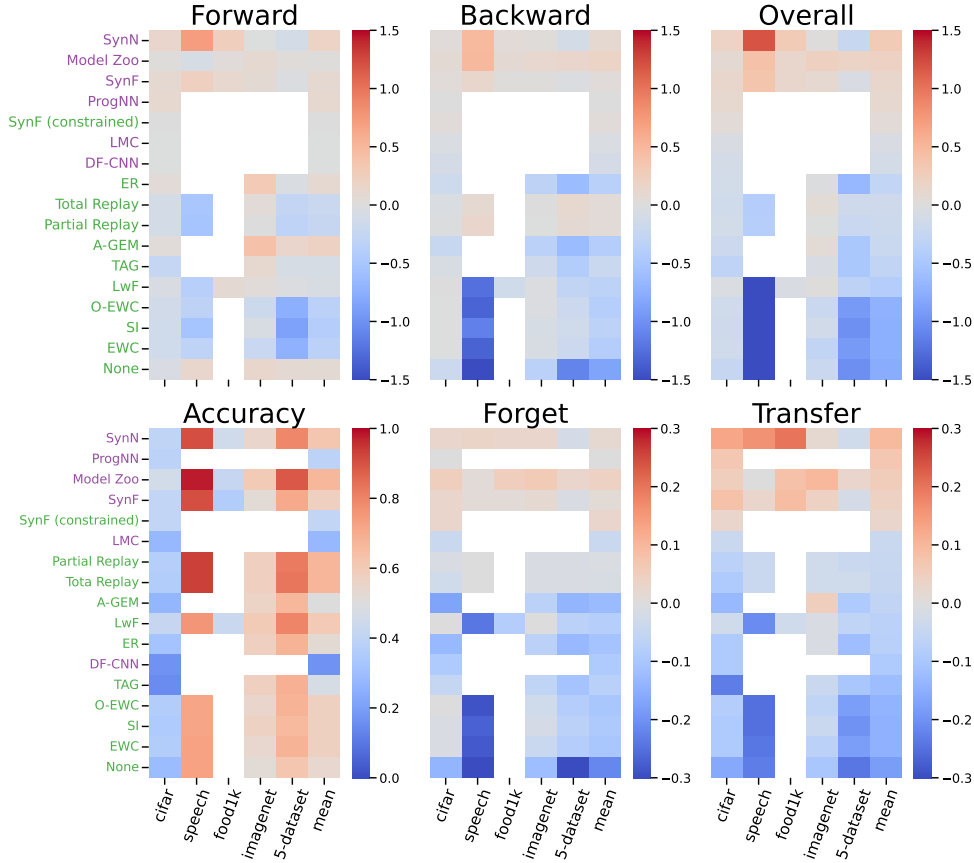 Forward
Backward
Overall
SynN
Model Zoo
SynF
ProgNN
SynF (constrained)
LMC
DF-CNN
ER
Total Replay
Partial Replay
A-GEM
TAG
LwF
O-EWC
SI
EWC
None
1.5
1.0
0.5
0.0
−0.5
−1.0
−1.5
1.5
1.0
0.5
0.0
−0.5
−1.0
−1.5
1.5
1.0
0.5
0.0
−0.5
−1.0
−1.5
Accuracy
Forget
Transfer
SynN
ProgNN
Model Zoo
SynF
SynF (constrained)
LMC
Partial Replay
Tota Replay
A-GEM
LwF
ER
DF-CNN
TAG
O-EWC
SI
EWC
None
1.0
0.8
0.6
0.4
0.2
0.0
0.3
0.2
0.1
0.0
−0.1
−0.2
−0.3
0.3
0.2
0.1
0.0
−0.1
−0.2
−0.3
cifar
speech
food1k
imagenet
5-dataset
mean
cifar
speech
food1k
imagenet
5-dataset
mean
cifar
speech
food1k
imagenet
5-dataset
mean